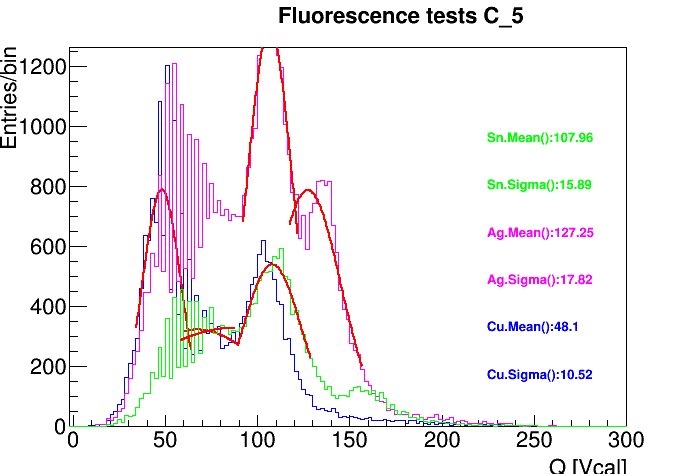 Fluorescence tests C_5
Entries/bin
1200
1000
800
600
400
200
0
0 50 100 150 200 250 300
Q [Vcal]
Sn.Mean():107.96
Sn.Sigma():15.89
Ag.Mean():127.25
Ag.Sigma():17.82
Cu.Mean():48.1
Cu.Sigma():10.52